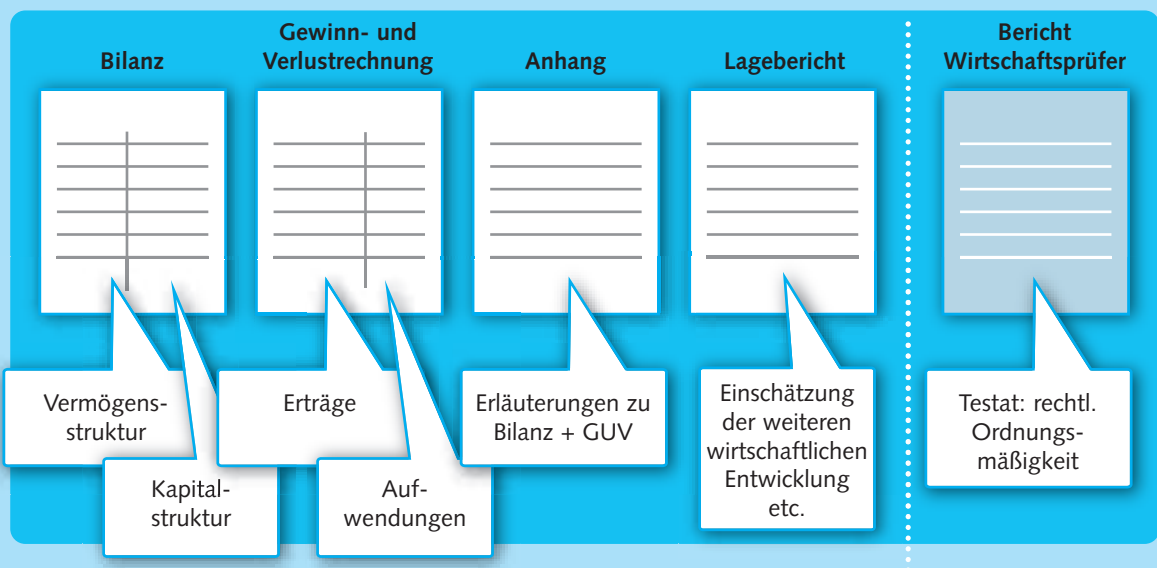 Bilanz
Gewinn- und
Verlustrechnung
Anhang
Lagebericht
Bericht
Wirtschaftsprüfer
Vermögens-
struktur
Kapital-
struktur
Erträge
Auf-
wendungen
Erläuterungen zu
Bilanz + GUV
Einschätzung
der weiteren
wirtschaftlichen
Entwicklung
etc.
Testat: rechtl.
Ordnungs-
mäßigkeit